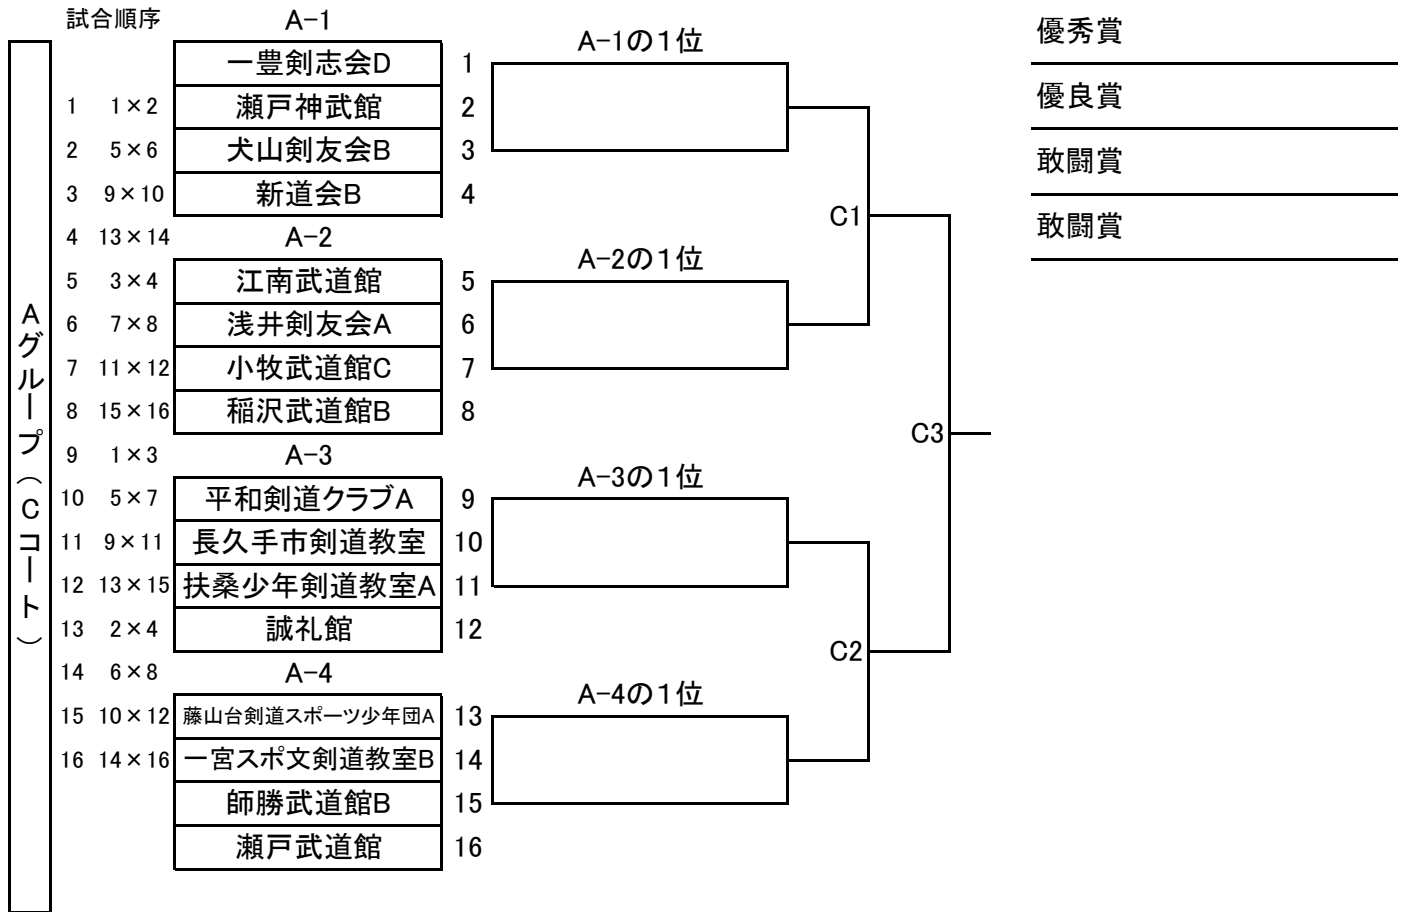 試合順序 A-1
一豊剣志会D 1
1 1×2 瀬戸神武館 2
2 5×6 犬山剣友会B 3
3 9×10 新道会B 4
4 13×14 A-2
5 3×4 江南武道館 5
6 7×8 浅井剣友会A 6
7 11×12 小牧武道館C 7
8 15×16 稲沢武道館B 8
9 1×3 A-3
10 5×7 平和剣道クラブA 9
11 9×11 長久手市剣道教室 10
12 13×15 扶桑少年剣道教室A 11
13 2×4 誠礼館 12
14 6×8 A-4
15 10×12 藤山台剣道スポーツ少年団A 13
16 14×16 一宮スポ文剣道教室B 14
師勝武道館B 15
瀬戸武道館 16
Aグループ（Cコート）
A-1の1位
A-2の1位
A-3の1位
A-4の1位
C1
C2
C3
優秀賞
優良賞
敢闘賞
敢闘賞